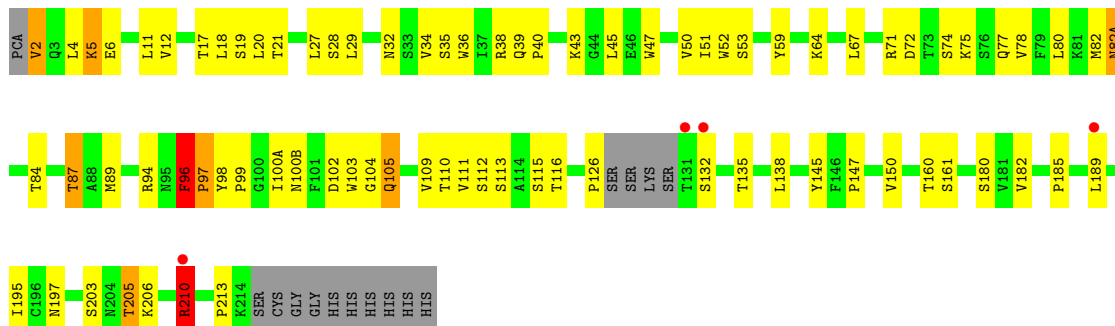 PCA V2 Q3 L4 K5 E6 L11 V12 T17 L18 S19 L20 T21 L27 S28 L29 N32 S33 V34 S35 W36 I37 R38 Q39 P40 K43 G44 L45 E46 W47 V50 I51 W52 S53 Y59 K64 L67 R71 D72 T73 S74 K75 S76 Q77 V78 F79 L80 K81 M82 N82A
T84 T87 A88 M89 R94 N95 F96 P97 Y98 P99 G100 I100A N100B F101 D102 W103 G104 Q105 V109 T110 V111 S112 S113 A114 S115 T116 P126 SER SER LYS SER T131 S132 T135 L138 Y145 F146 P147 V150 T160 S161 S180 V181 V182 P185 L189
I195 C196 N197 S203 N204 T205 K206 R210 P213 K214 SER CYS GLY GLY HIS HIS HIS HIS HIS HIS